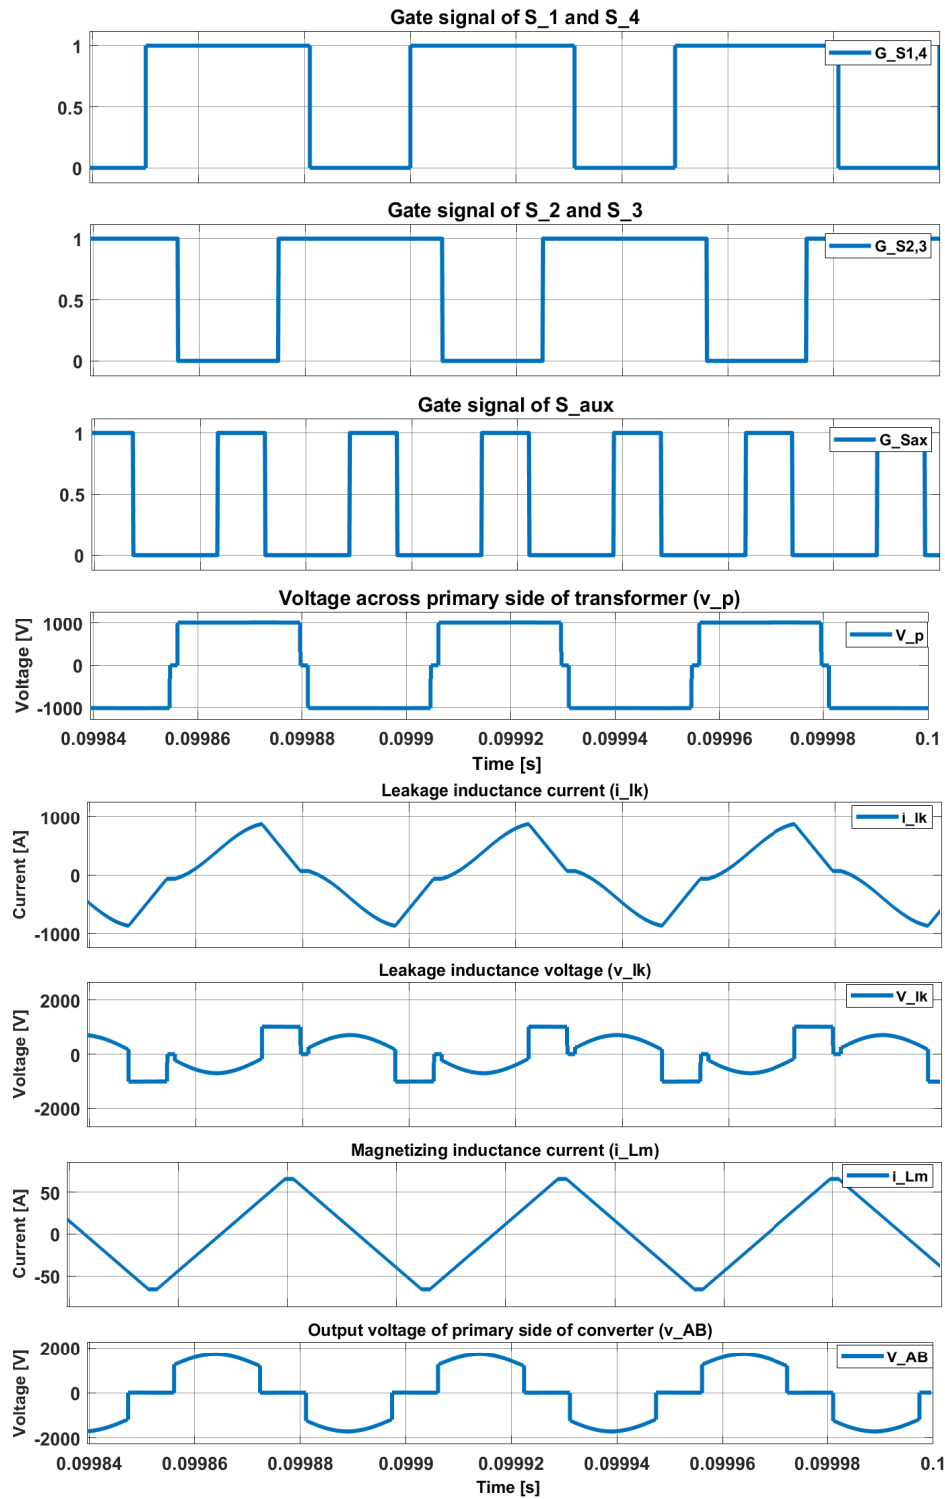 Gate signal of S_1 and S_4
1
0.5
0
G_S1,4
Gate signal of S_2 and S_3
1
0.5
0
G_S2,3
Gate signal of S_aux
1
0.5
0
G_Sax
Voltage across primary side of transformer (v_p)
Voltage [V]
1000
0
-1000
V_p
0.09984 0.09986 0.09988 0.0999 0.09992 0.09994 0.09996 0.09998 0.1
Time [s]
Leakage inductance current (i_lk)
Current [A]
1000
0
-1000
i_lk
Leakage inductance voltage (v_lk)
Voltage [V]
2000
0
-2000
V_lk
Magnetizing inductance current (i_Lm)
Current [A]
50
0
-50
i_Lm
Output voltage of primary side of converter (v_AB)
Voltage [V]
2000
0
-2000
V_AB
0.09984 0.09986 0.09988 0.0999 0.09992 0.09994 0.09996 0.09998 0.1
Time [s]